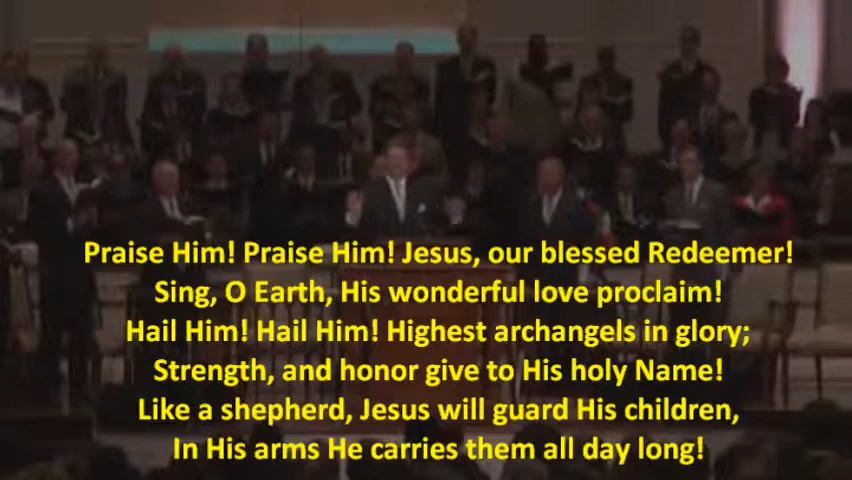 Praise Him! Praise Him! Jesus, our blessed Redeemer!
Sing, O Earth, His wonderful love proclaim!
Hail Him! Hail Him! Highest archangels in glory;
Strength, and honor give to His holy Name!
Like a shepherd, Jesus will guard His children,
In His arms He carries them all day long!